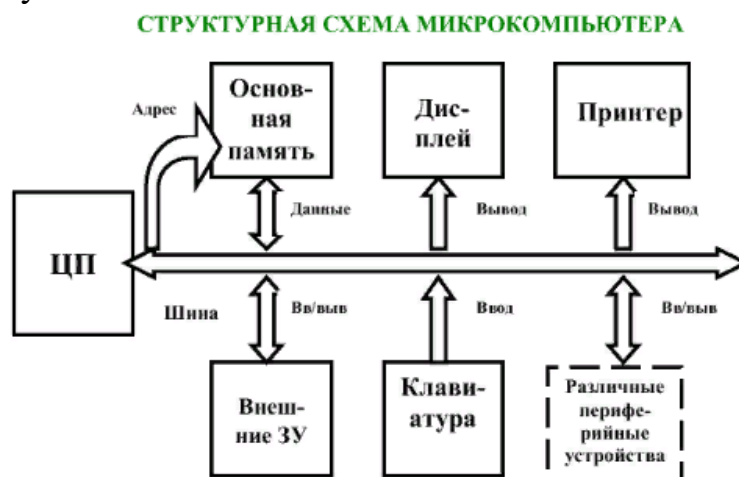 СТРУКТУРНАЯ СХЕМА МИКРОКОМПЬЮТЕРА
Адрес
Основ-
ная
память
Дис-
плей
Принтер
Данные
Вывод
Вывод
ЦП
Шина
Вв/выв
Ввод
Вв/выв
Внеш-
ние ЗУ
Клави-
атура
Различные
перифе-
рийные
устройства